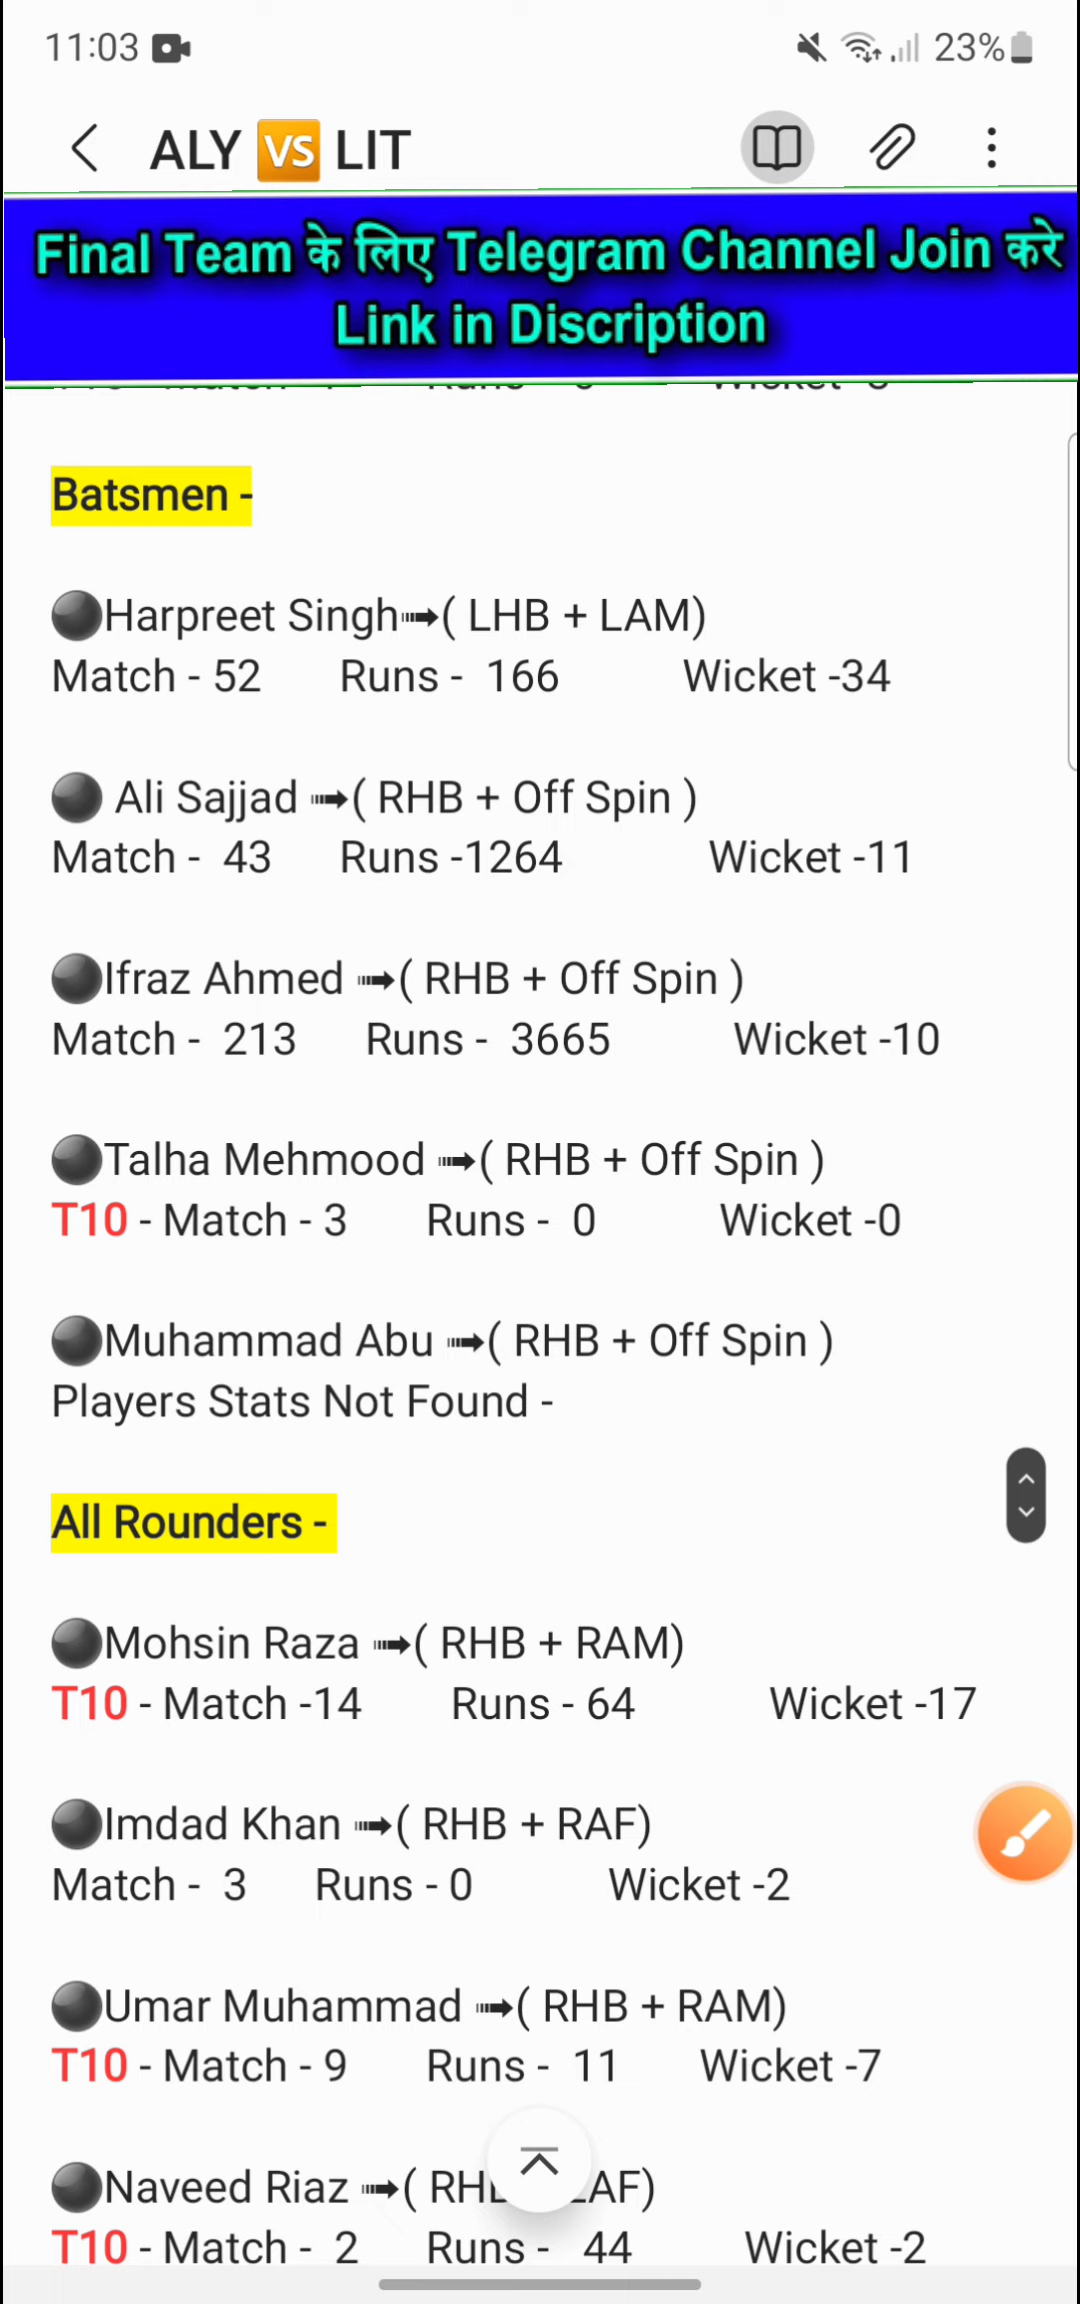 11:03 23%
ALY VS LIT
Final Team के लिए Telegram Channel Join करे
Link in Discription
Batsmen -
Harpreet Singh➟( LHB + LAM)
Match - 52 Runs - 166 Wicket -34
Ali Sajjad ➟( RHB + Off Spin )
Match - 43 Runs -1264 Wicket -11
Ifraz Ahmed ➟( RHB + Off Spin )
Match - 213 Runs - 3665 Wicket -10
Talha Mehmood ➟( RHB + Off Spin )
T10 - Match - 3 Runs - 0 Wicket -0
Muhammad Abu ➟( RHB + Off Spin )
Players Stats Not Found -
All Rounders -
Mohsin Raza ➟( RHB + RAM)
T10 - Match -14 Runs - 64 Wicket -17
Imdad Khan ➟( RHB + RAF)
Match - 3 Runs - 0 Wicket -2
Umar Muhammad ➟( RHB + RAM)
T10 - Match - 9 Runs - 11 Wicket -7
Naveed Riaz ➟(
T10 - Match - 2 Runs - 44 Wicket -2